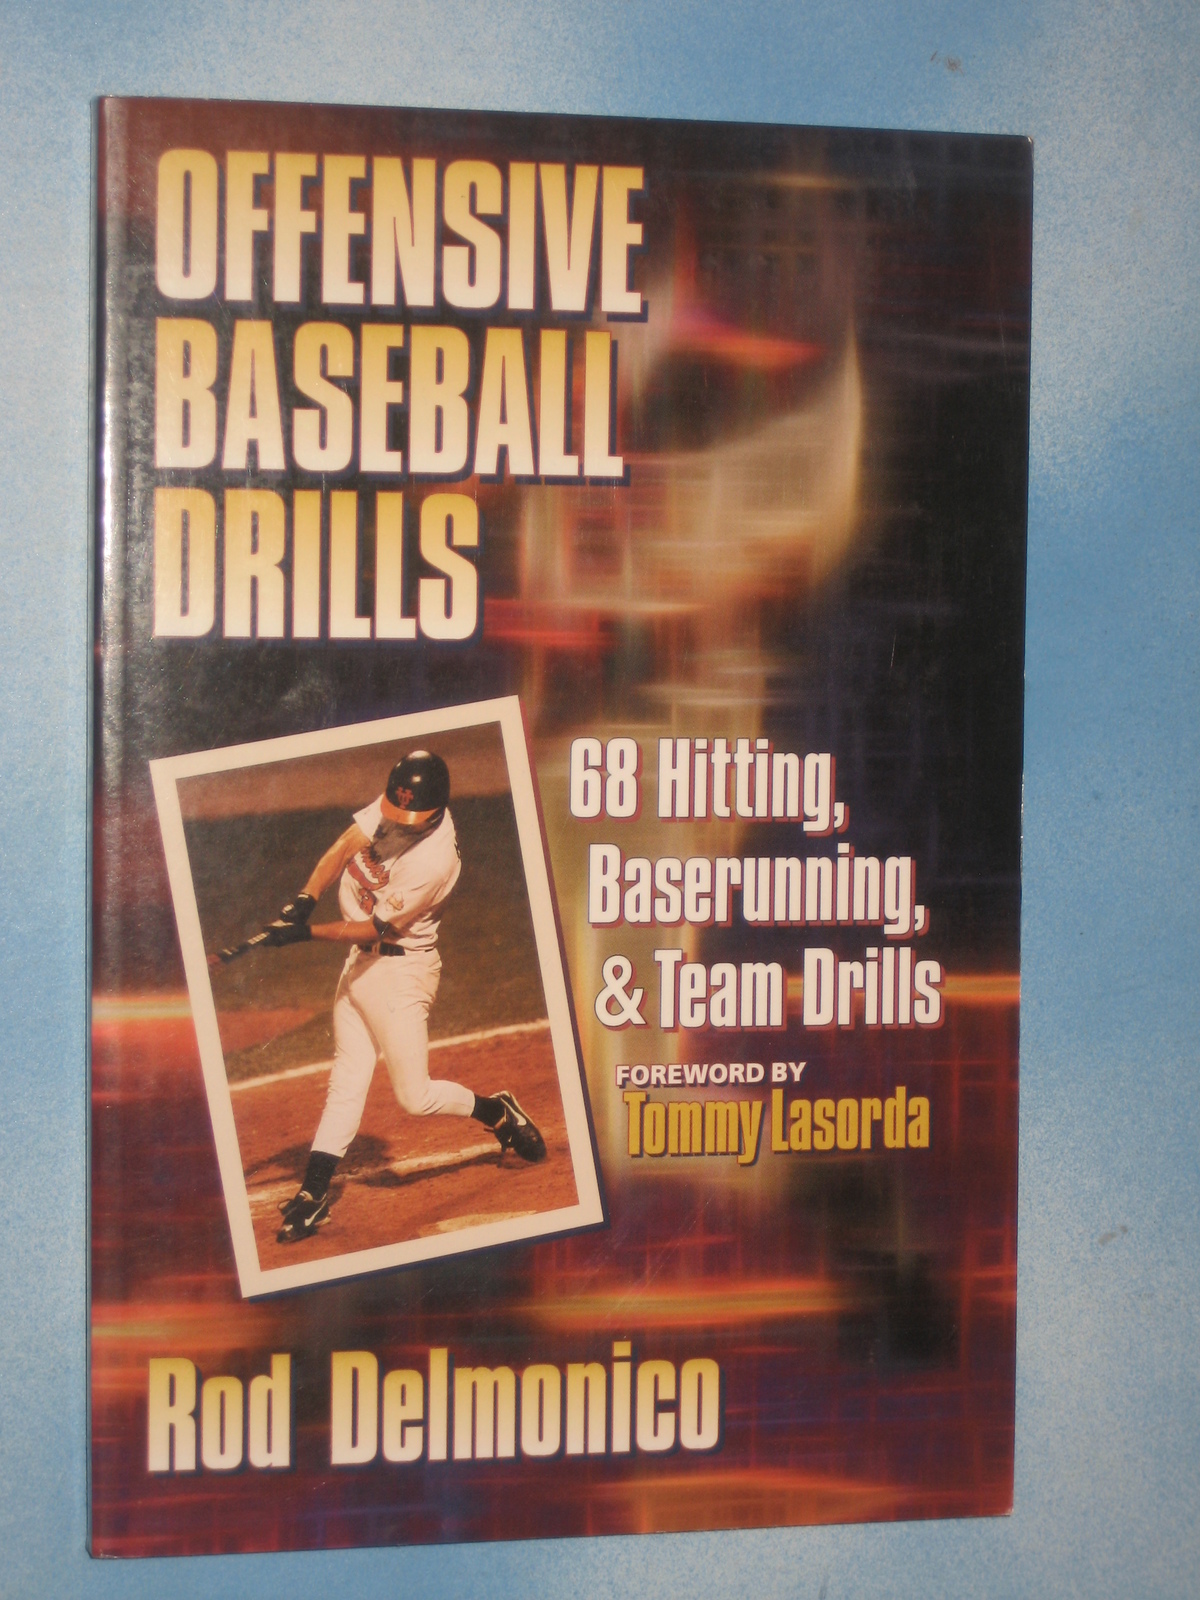 OFFENSIVE
BASEBALL
DRILLS
68 Hitting,
Baserunning,
& Team Drills
FOREWORD BY
Tommy Lasorda
Rod Delmonico